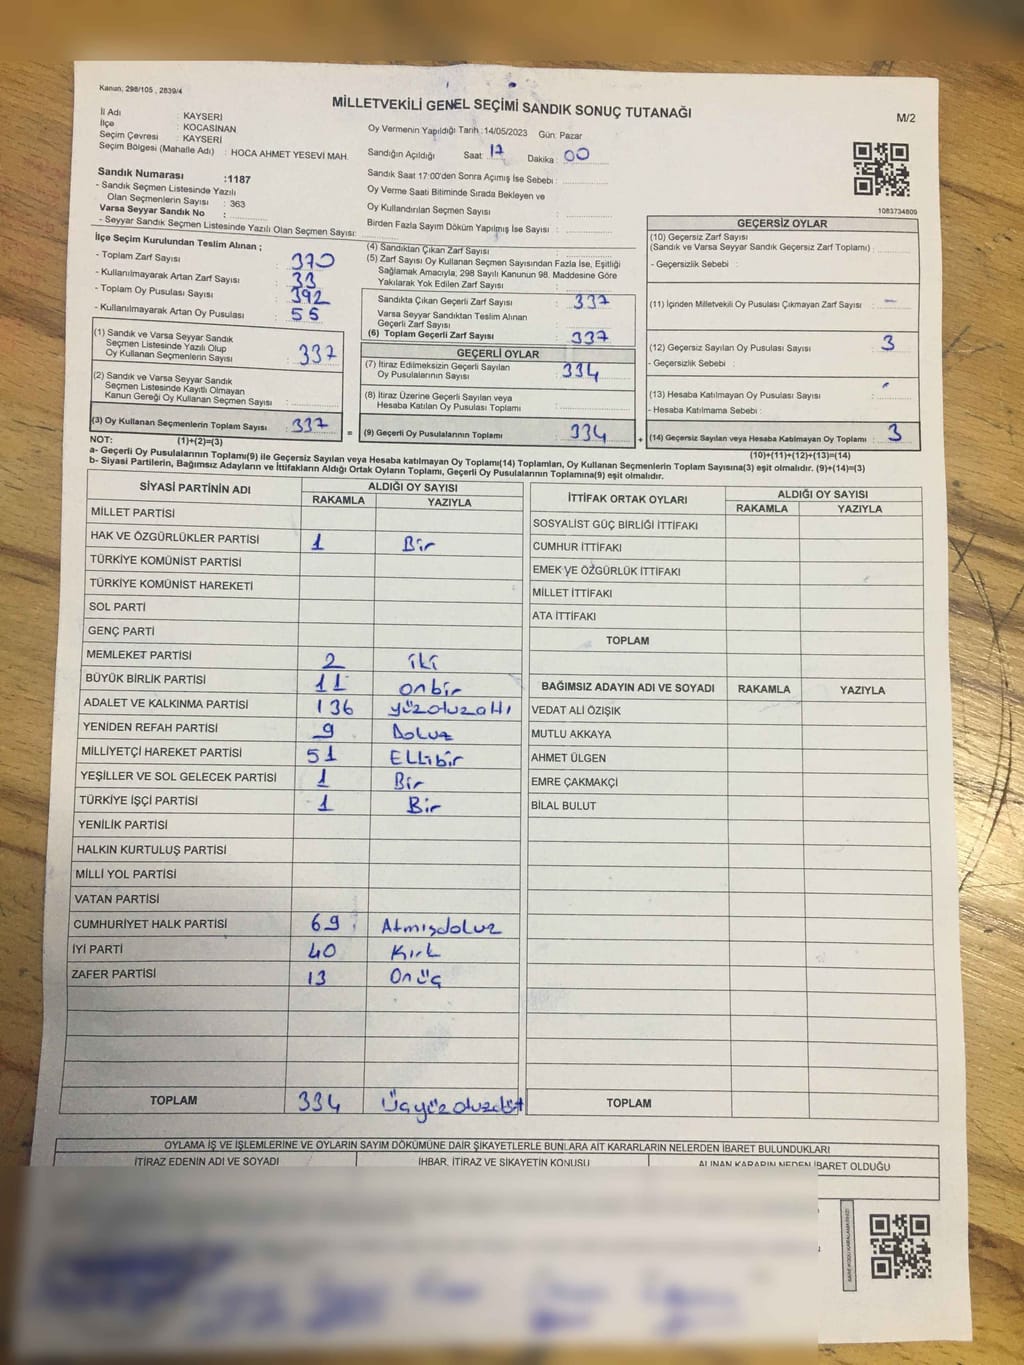 Kanun, 298/105 , 2839/4
MİLLETVEKİLİ GENEL SEÇİMİ SANDIK SONUÇ TUTANAĞI
M/2
İl Adı : KAYSERİ
İlçe : KOCASİNAN
Seçim Çevresi : KAYSERİ
Seçim Bölgesi (Mahalle Adı) : HOCA AHMET YESEVİ MAH.
Oy Vermenin Yapıldığı Tarih :14/05/2023 Gün: Pazar
Sandığın Açıldığı Saat : 17 Dakika : 00
Sandık Saat 17:00'den Sonra Açımış İse Sebebi :
Oy Verme Saati Bitiminde Sırada Bekleyen ve
Oy Kullandırılan Seçmen Sayısı :
Birden Fazla Sayım Döküm Yapılmış İse Sayısı :
1083734809
Sandık Numarası :1187
- Sandık Seçmen Listesinde Yazılı
Olan Seçmenlerin Sayısı : 363
Varsa Seyyar Sandık No :
- Seyyar Sandık Seçmen Listesinde Yazılı Olan Seçmen Sayısı:
İlçe Seçim Kurulundan Teslim Alınan ;
- Toplam Zarf Sayısı : 370
- Kullanılmayarak Artan Zarf Sayısı : 33
- Toplam Oy Pusulası Sayısı : 392
- Kullanılmayarak Artan Oy Pusulası : 55
(1) Sandık ve Varsa Seyyar Sandık
Seçmen Listesinde Yazılı Olup
Oy Kullanan Seçmenlerin Sayısı : 337
(2) Sandık ve Varsa Seyyar Sandık
Seçmen Listesinde Kayıtlı Olmayan
Kanun Gereği Oy Kullanan Seçmen Sayısı :
(3) Oy Kullanan Seçmenlerin Toplam Sayısı : 337
(4) Sandıktan Çıkan Zarf Sayısı :
(5) Zarf Sayısı Oy Kullanan Seçmen Sayısından Fazla İse, Eşitliği
Sağlamak Amacıyla, 298 Sayılı Kanunun 98. Maddesine Göre
Yakılarak Yok Edilen Zarf Sayısı :
Sandıkta Çıkan Geçerli Zarf Sayısı : 337
Varsa Seyyar Sandıktan Teslim Alınan
Geçerli Zarf Sayısı :
(6) Toplam Geçerli Zarf Sayısı : 337
GEÇERLİ OYLAR
(7) İtiraz Edilmeksizin Geçerli Sayılan
Oy Pusulalarının Sayısı : 334
(8) İtiraz Üzerine Geçerli Sayılan veya
Hesaba Katılan Oy Pusulası Toplamı :
= (9) Geçerli Oy Pusulalarının Toplamı : 334
GEÇERSİZ OYLAR
(10) Geçersiz Zarf Sayısı
(Sandık ve Varsa Seyyar Sandık Geçersiz Zarf Toplamı) :
- Geçersizlik Sebebi :
(11) İçinden Milletvekili Oy Pusulası Çıkmayan Zarf Sayısı : -
(12) Geçersiz Sayılan Oy Pusulası Sayısı : 3
- Geçersizlik Sebebi :
(13) Hesaba Katılmayan Oy Pusulası Sayısı :
- Hesaba Katılmama Sebebi :
+ (14) Geçersiz Sayılan veya Hesaba Katılmayan Oy Toplamı : 3
NOT: (1)+(2)=(3)
(10)+(11)+(12)+(13)=(14)
a- Geçerli Oy Pusulalarının Toplamı(9) ile Geçersiz Sayılan veya Hesaba katılmayan Oy Toplamı(14) Toplamları, Oy Kullanan Seçmenlerin Toplam Sayısına(3) eşit olmalıdır. (9)+(14)=(3)
b- Siyasi Partilerin, Bağımsız Adayların ve İttifakların Aldığı Ortak Oyların Toplamı, Geçerli Oy Pusulalarının Toplamına(9) eşit olmalıdır.
SİYASİ PARTİNİN ADI ALDIĞI OY SAYISI
RAKAMLA YAZIYLA
MİLLET PARTİSİ
HAK VE ÖZGÜRLÜKLER PARTİSİ 1 Bir
TÜRKİYE KOMÜNİST PARTİSİ
TÜRKİYE KOMÜNİST HAREKETİ
SOL PARTİ
GENÇ PARTİ
MEMLEKET PARTİSİ 2 iki
BÜYÜK BİRLİK PARTİSİ 11 onbir
ADALET VE KALKINMA PARTİSİ 136 yüzotuzaltı
YENİDEN REFAH PARTİSİ 9 Dokuz
MİLLİYETÇİ HAREKET PARTİSİ 51 Ellibir
YEŞİLLER VE SOL GELECEK PARTİSİ 1 Bir
TÜRKİYE İŞÇİ PARTİSİ 1 Bir
YENİLİK PARTİSİ
HALKIN KURTULUŞ PARTİSİ
MİLLİ YOL PARTİSİ
VATAN PARTİSİ
CUMHURİYET HALK PARTİSİ 69 Atmışdokuz
İYİ PARTİ 40 Kırk
ZAFER PARTİSİ 13 Onüç
TOPLAM 334 Üçyüzotuzdört
İTTİFAK ORTAK OYLARI ALDIĞI OY SAYISI
RAKAMLA YAZIYLA
SOSYALİST GÜÇ BİRLİĞİ İTTİFAKI
CUMHUR İTTİFAKI
EMEK VE ÖZGÜRLÜK İTTİFAKI
MİLLET İTTİFAKI
ATA İTTİFAKI
TOPLAM
BAĞIMSIZ ADAYIN ADI VE SOYADI RAKAMLA YAZIYLA
VEDAT ALİ ÖZIŞIK
MUTLU AKKAYA
AHMET ÜLGEN
EMRE ÇAKMAKÇİ
BİLAL BULUT
TOPLAM
OYLAMA İŞ VE İŞLEMLERİNE VE OYLARIN SAYIM DÖKÜMÜNE DAİR ŞİKAYETLERLE BUNLARA AİT KARARLARIN NELERDEN İBARET BULUNDUKLARI
İTİRAZ EDENİN ADI VE SOYADI İHBAR, İTİRAZ VE ŞİKAYETİN KONUSU ALINAN KARARIN NEDEN İBARET OLDUĞU